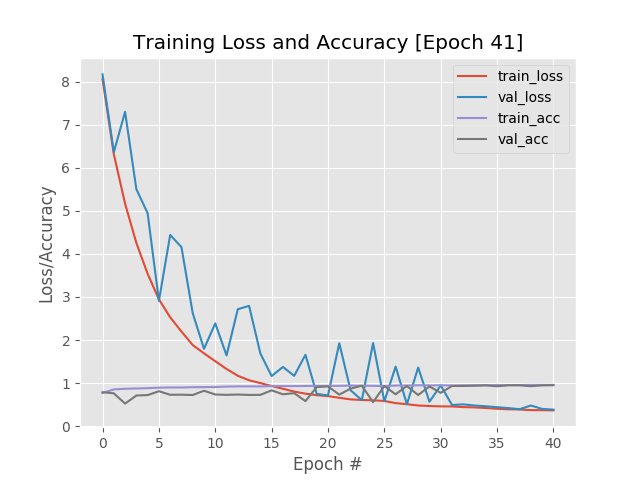 Training Loss and Accuracy [Epoch 41]
train_loss
val_loss
train_acc
val_acc
Loss/Accuracy
8
7
6
5
4
3
2
1
0
0 5 10 15 20 25 30 35 40
Epoch #